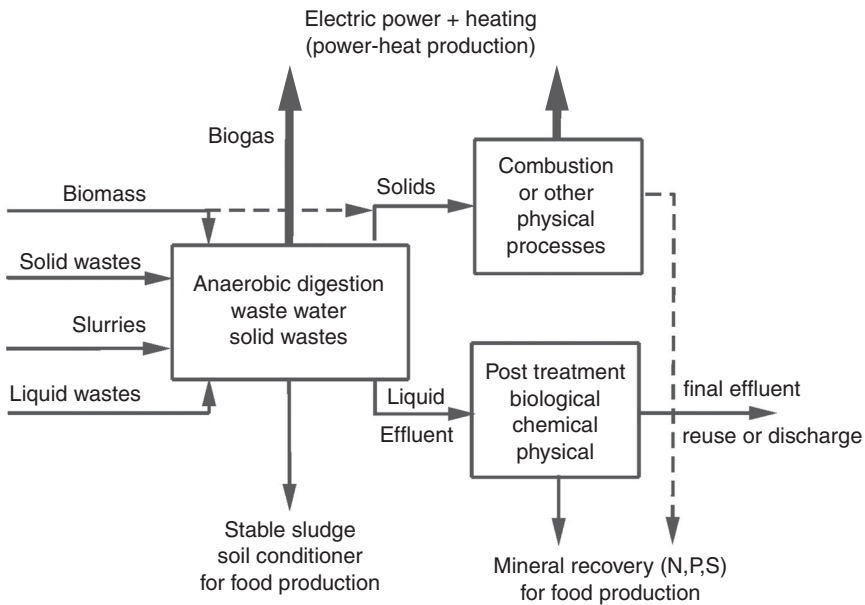 Electric power + heating
(power-heat production)
Biogas
Biomass
Solids
Combustion
or other
physical
processes
Solid wastes
Anaerobic digestion
waste water
solid wastes
Slurries
Liquid wastes
Liquid
Effluent
Post treatment
biological
chemical
physical
final effluent
reuse or discharge
Stable sludge
soil conditioner
for food production
Mineral recovery (N,P,S)
for food production